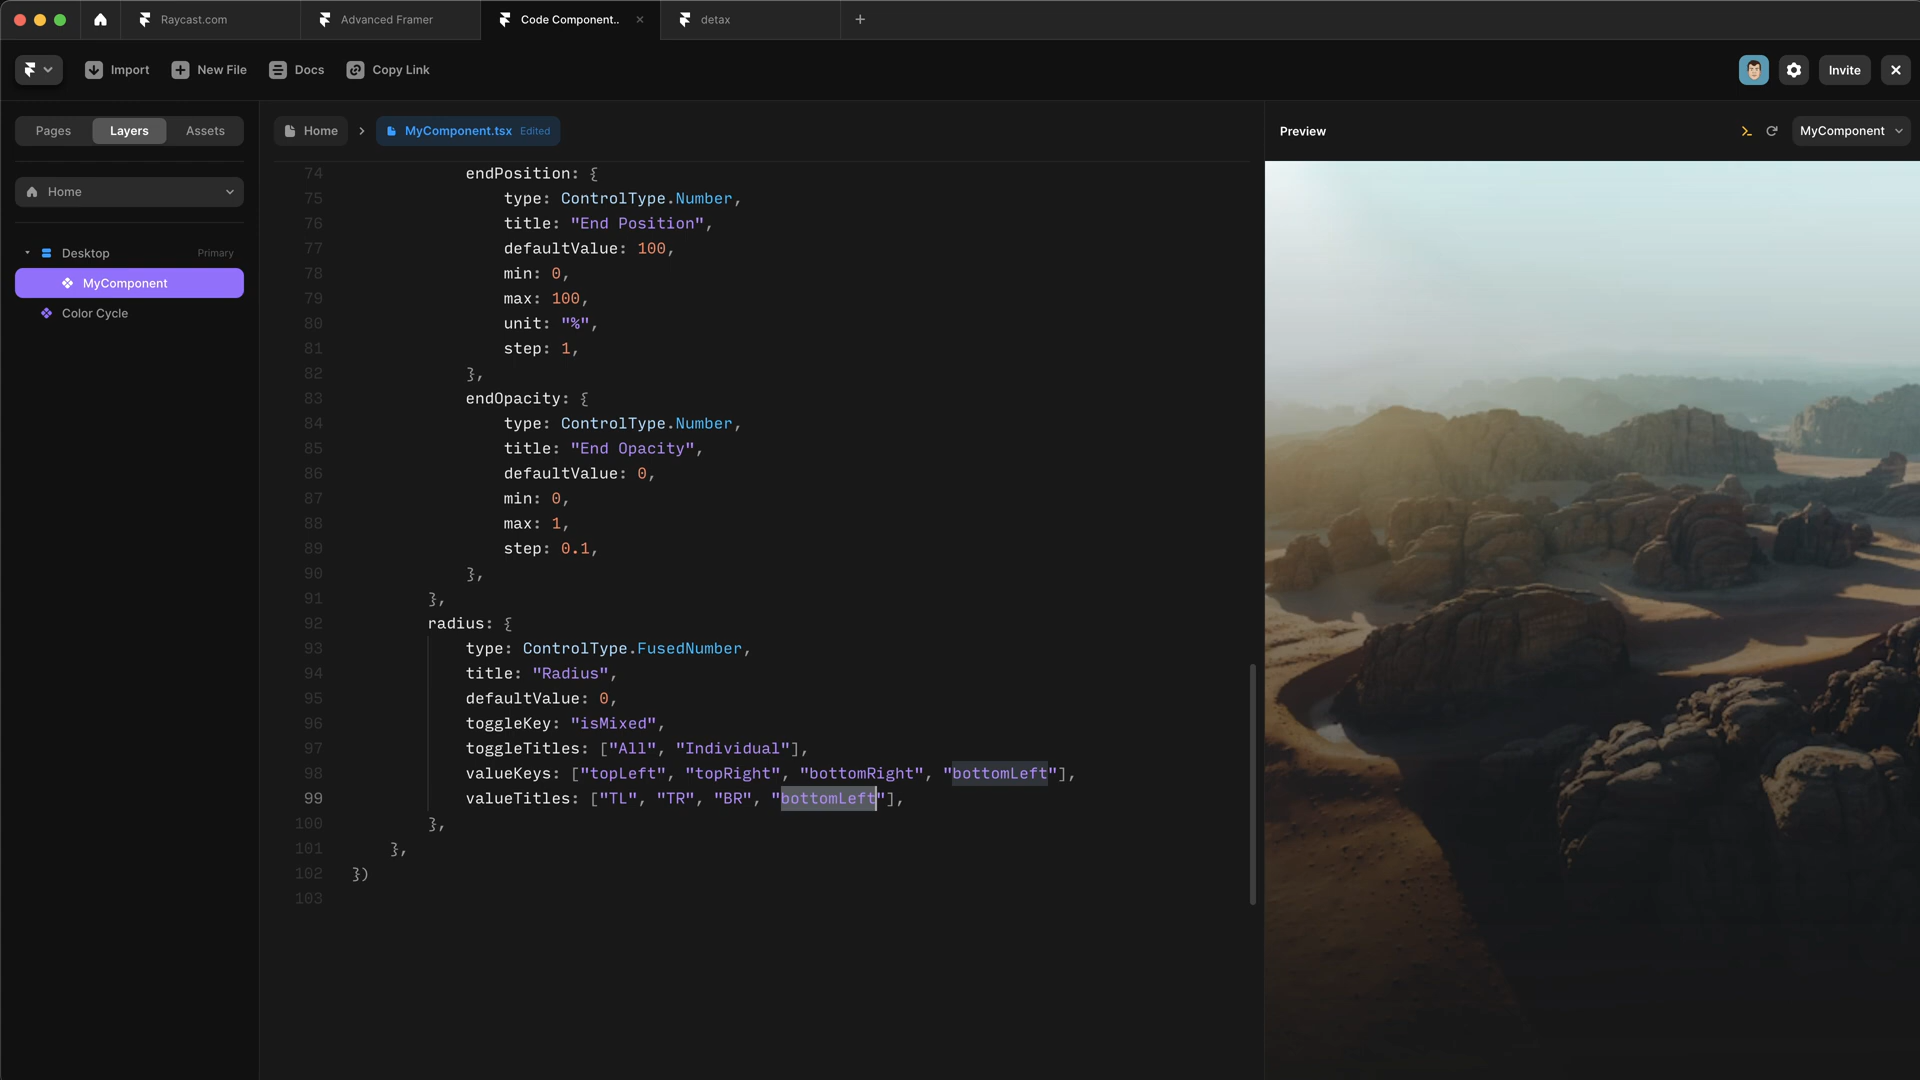 Raycast.com
Advanced Framer
Code Component..
detax
Import
New File
Docs
Copy Link
Invite
Pages
Layers
Assets
Home
Desktop
Primary
MyComponent
Color Cycle
Home
MyComponent.tsx
Edited
74 endPosition: {
75 type: ControlType.Number,
76 title: "End Position",
77 defaultValue: 100,
78 min: 0,
79 max: 100,
80 unit: "%",
81 step: 1,
82 },
83 endOpacity: {
84 type: ControlType.Number,
85 title: "End Opacity",
86 defaultValue: 0,
87 min: 0,
88 max: 1,
89 step: 0.1,
90 },
91 },
92 radius: {
93 type: ControlType.FusedNumber,
94 title: "Radius",
95 defaultValue: 0,
96 toggleKey: "isMixed",
97 toggleTitles: ["All", "Individual"],
98 valueKeys: ["topLeft", "topRight", "bottomRight", "bottomLeft"],
99 valueTitles: ["TL", "TR", "BR", "bottomLeft"],
100 },
101 },
102 })
103
Preview
MyComponent